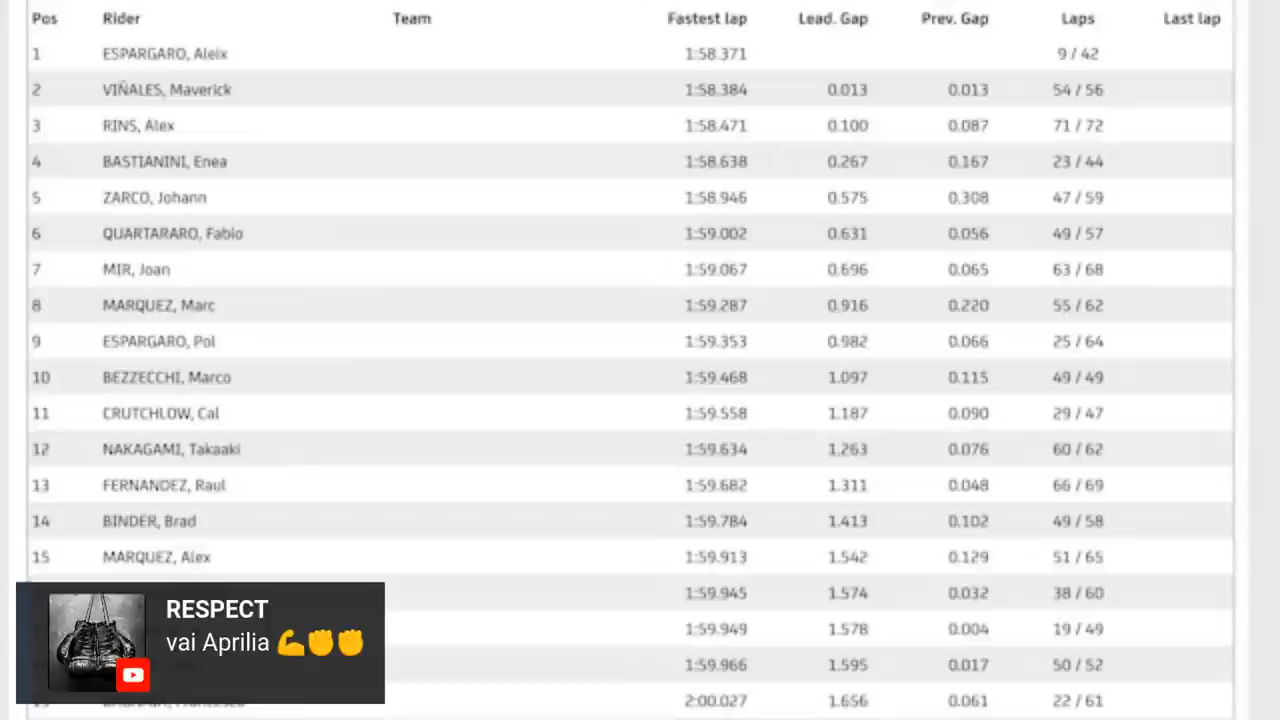 Pos Rider Team Fastest lap Lead. Gap Prev. Gap Laps Last lap
1 ESPARGARO, Aleix 1:58.371 9 / 42
2 VIÑALES, Maverick 1:58.384 0.013 0.013 54 / 56
3 RINS, Alex 1:58.471 0.100 0.087 71 / 72
4 BASTIANINI, Enea 1:58.638 0.267 0.167 23 / 44
5 ZARCO, Johann 1:58.946 0.575 0.308 47 / 59
6 QUARTARARO, Fabio 1:59.002 0.631 0.056 49 / 57
7 MIR, Joan 1:59.067 0.696 0.065 63 / 68
8 MARQUEZ, Marc 1:59.287 0.916 0.220 55 / 62
9 ESPARGARO, Pol 1:59.353 0.982 0.066 25 / 64
10 BEZZECCHI, Marco 1:59.468 1.097 0.115 49 / 49
11 CRUTCHLOW, Cal 1:59.558 1.187 0.090 29 / 47
12 NAKAGAMI, Takaaki 1:59.634 1.263 0.076 60 / 62
13 FERNANDEZ, Raul 1:59.682 1.311 0.048 66 / 69
14 BINDER, Brad 1:59.784 1.413 0.102 49 / 58
15 MARQUEZ, Alex 1:59.913 1.542 0.129 51 / 65
1:59.945 1.574 0.032 38 / 60
1:59.949 1.578 0.004 19 / 49
1:59.966 1.595 0.017 50 / 52
2:00.027 1.656 0.061 22 / 61
RESPECT
vai Aprilia 💪✊✊